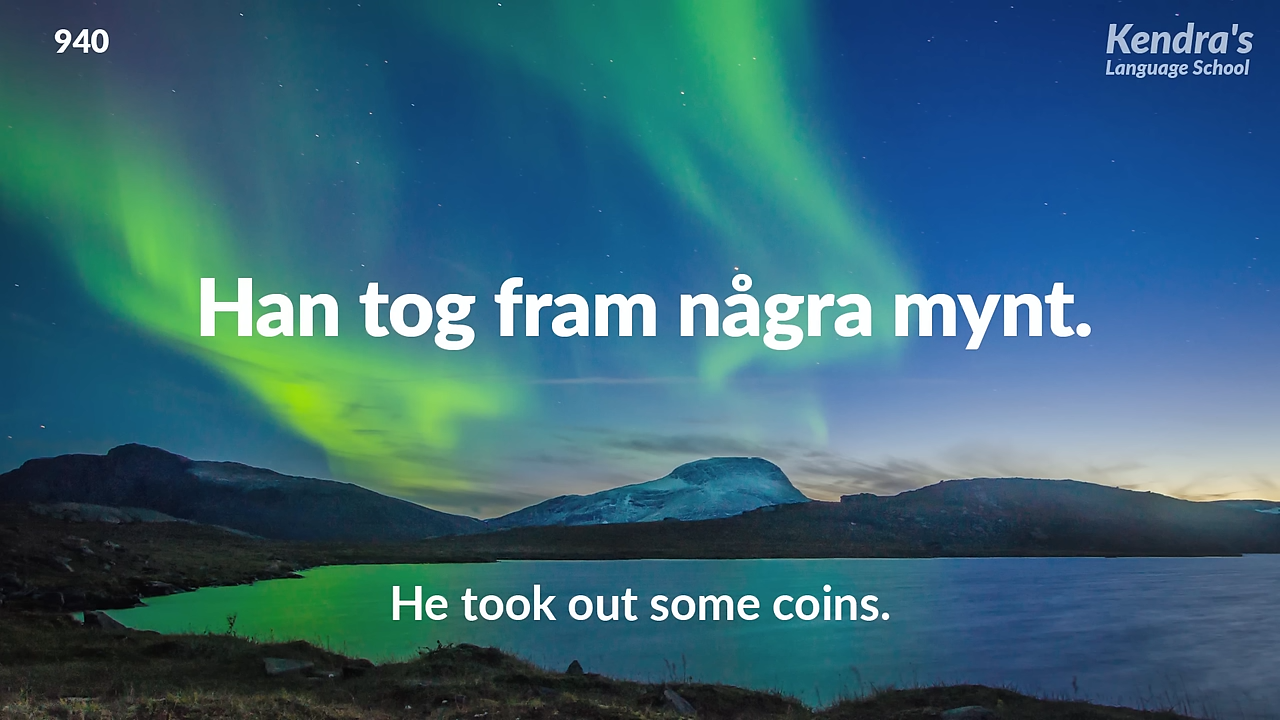 940
Kendra's
Language School
Han tog fram några mynt.
He took out some coins.